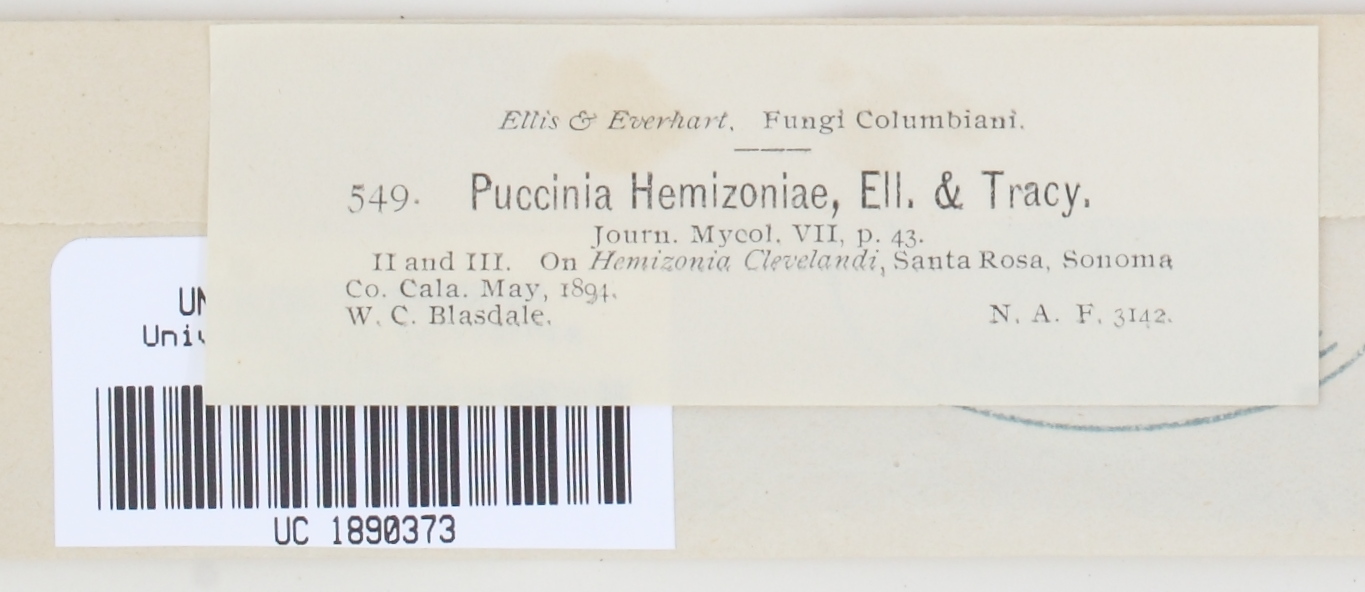 Ellis & Everhart, Fungi Columbiani.
549. Puccinia Hemizoniae, Ell. & Tracy.
Journ. Mycol. VII, p. 43.
II and III. On Hemizonia Clevelandi, Santa Rosa, Sonoma
Co. Cala. May, 1894.
W. C. Blasdale. N. A. F. 3142.
UC 1890373